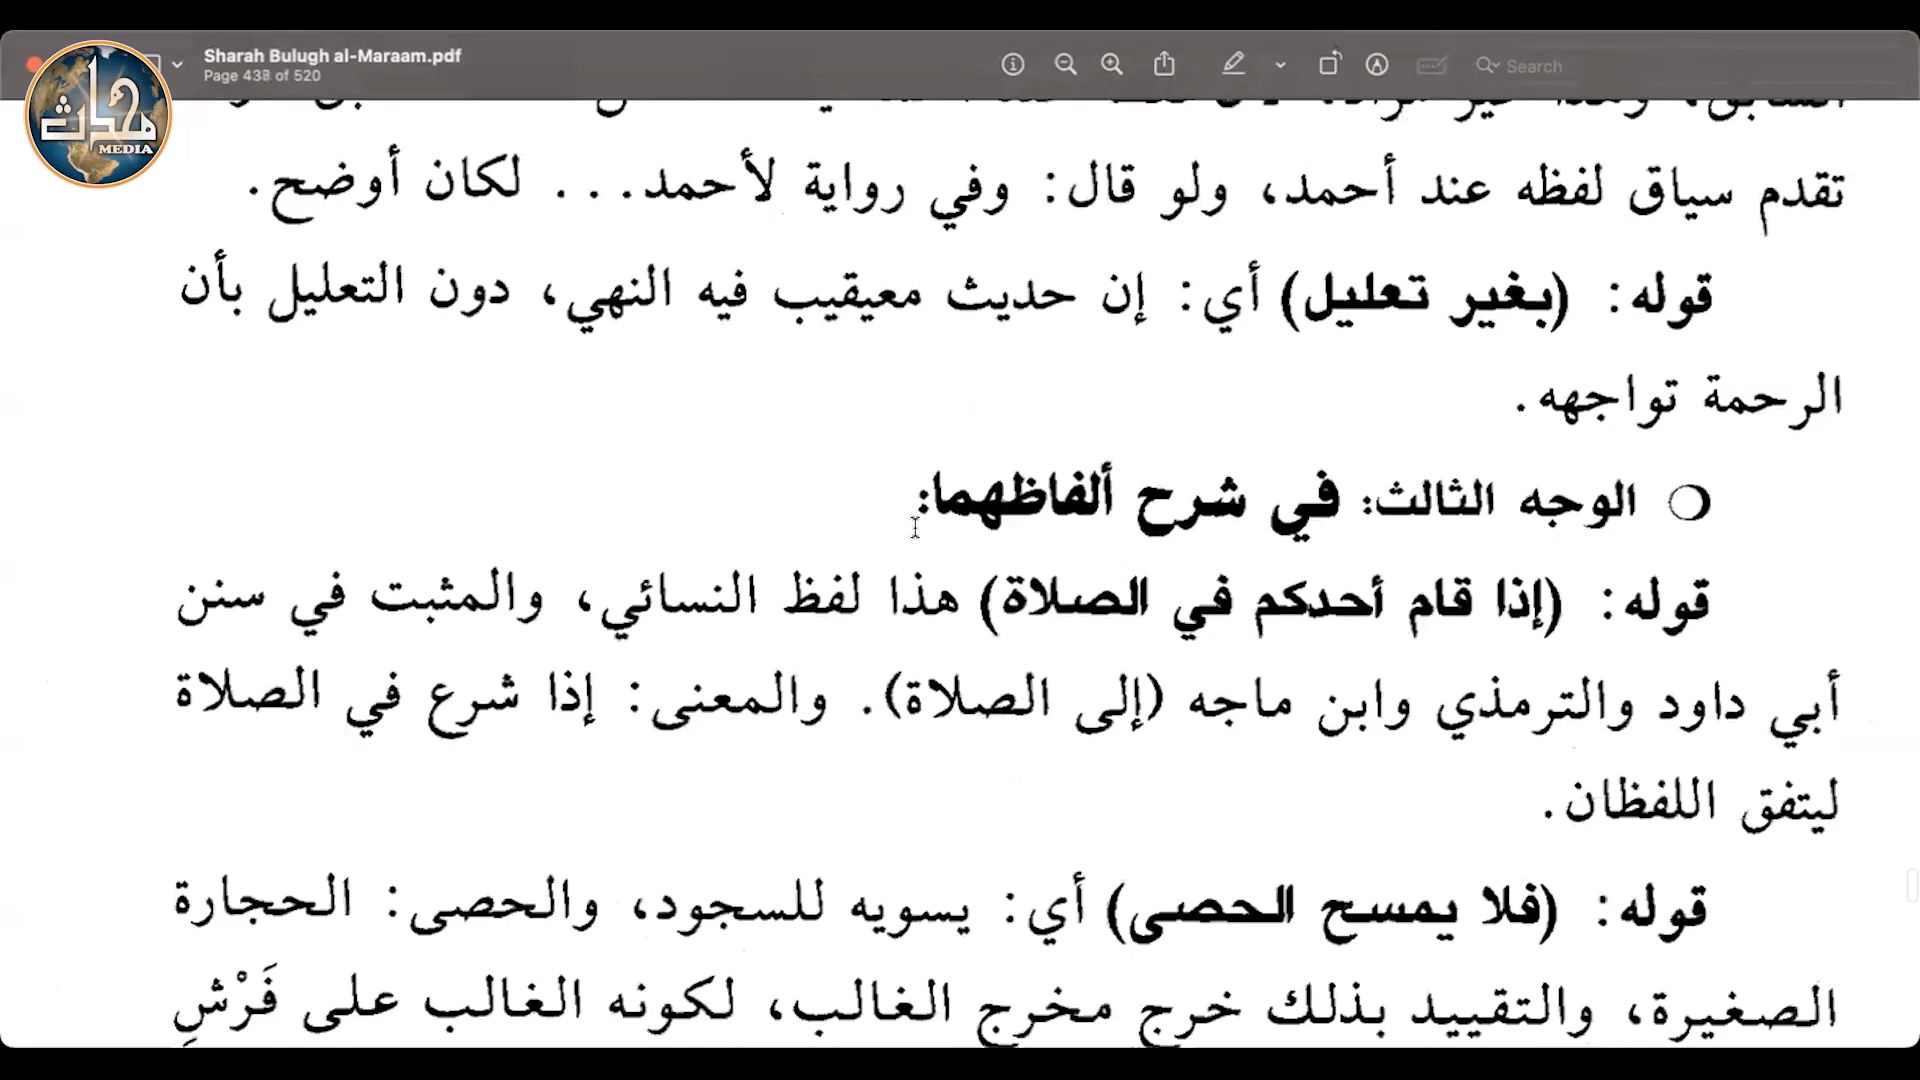 Sharah Bulugh al-Maraam.pdf
Page 438 of 520
Search
هدايت
MEDIA
تقدم سياق لفظه عند أحمد، ولو قال: وفي رواية لأحمد... لكان أوضح.
قوله: (بغير تعليل) أي: إن حديث معيقيب فيه النهي، دون التعليل بأن
الرحمة تواجهه.
❍ الوجه الثالث: في شرح ألفاظهما:
قوله: (إذا قام أحدكم في الصلاة) هذا لفظ النسائي، والمثبت في سنن
أبي داود والترمذي وابن ماجه (إلى الصلاة). والمعنى: إذا شرع في الصلاة
ليتفق اللفظان.
قوله: (فلا يمسح الحصى) أي: يسويه للسجود، والحصى: الحجارة
الصغيرة، والتقييد بذلك خرج مخرج الغالب، لكونه الغالب على فَرْشِ